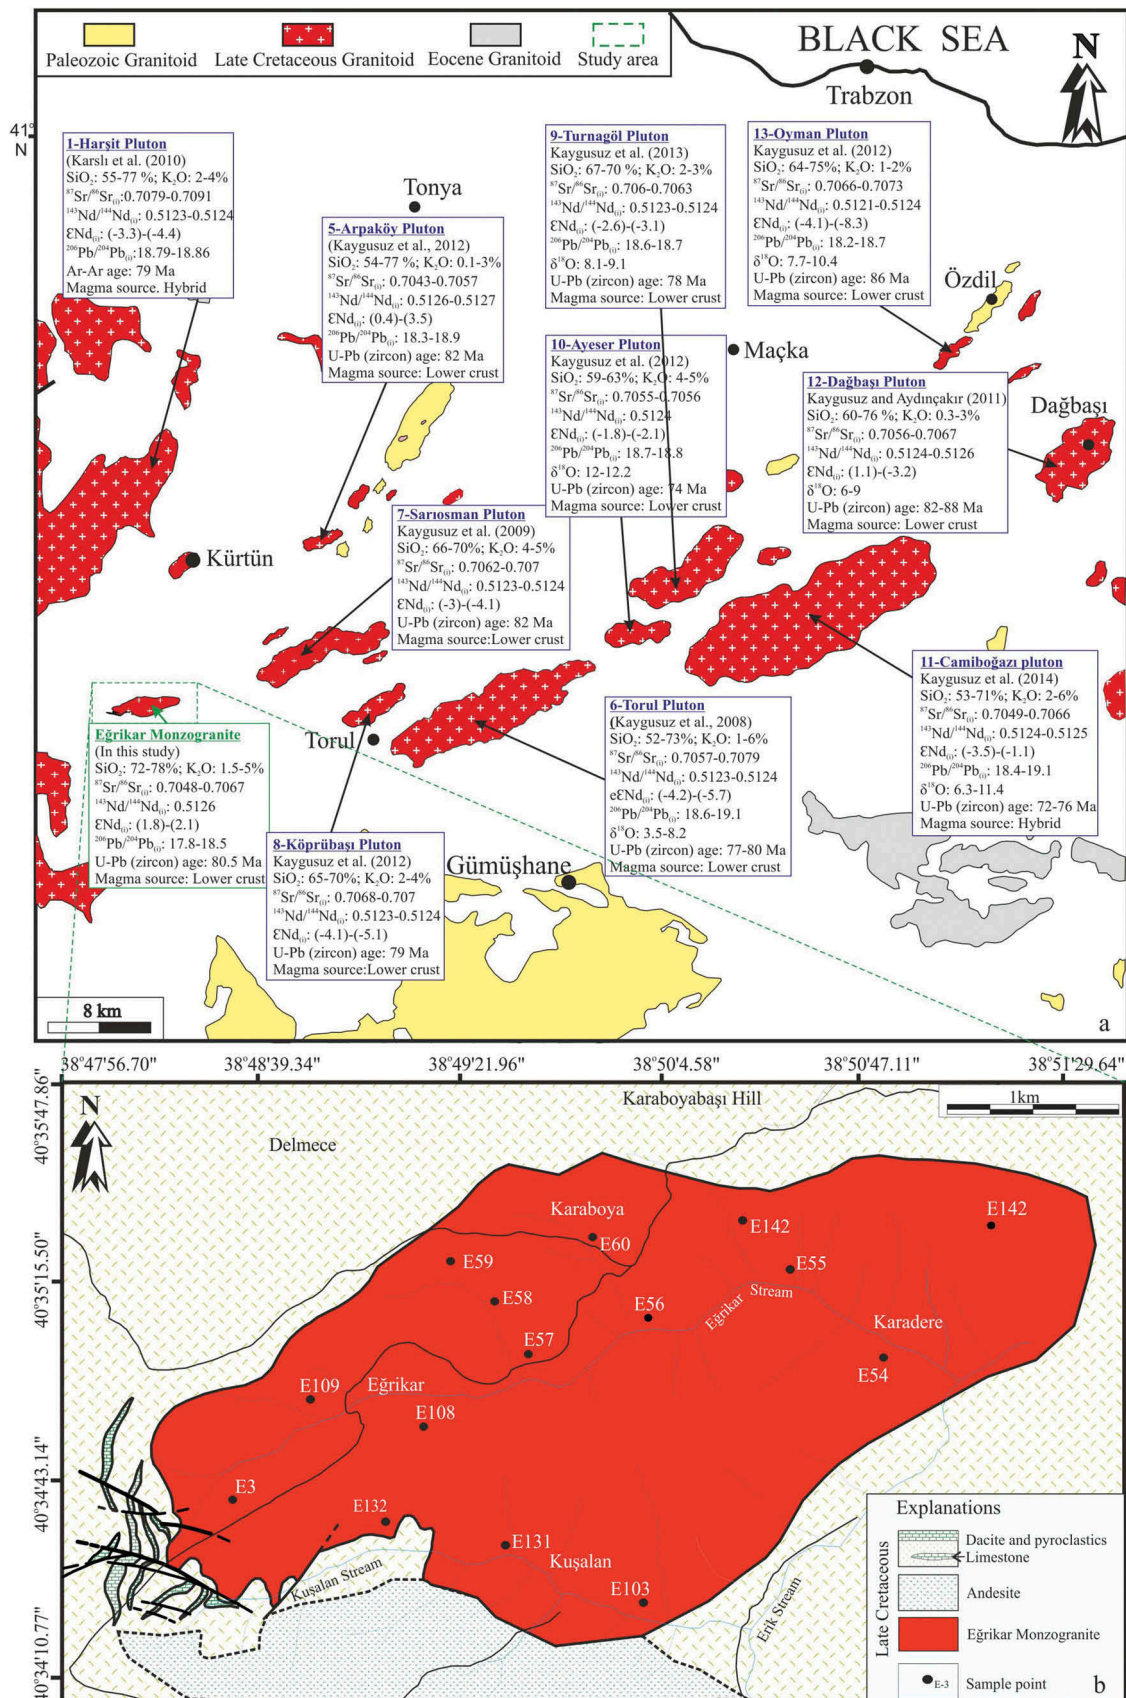 Paleozoic Granitoid
Late Cretaceous Granitoid
Eocene Granitoid
Study area
BLACK SEA
N
Trabzon
41°
N
1-Harşit Pluton
(Karslı et al. (2010)
SiO₂: 55-77 %; K₂O: 2-4%
⁸⁷Sr/⁸⁶Sr₍ᵢ₎:0.7079-0.7091
¹⁴³Nd/¹⁴⁴Nd₍ᵢ₎: 0.5123-0.5124
ƐNd₍ᵢ₎: (-3.3)-(-4.4)
²⁰⁶Pb/²⁰⁴Pb₍ᵢ₎:18.79-18.86
Ar-Ar age: 79 Ma
Magma source. Hybrid
Tonya
5-Arpaköy Pluton
(Kaygusuz et al., 2012)
SiO₂: 54-77 %; K₂O: 0.1-3%
⁸⁷Sr/⁸⁶Sr₍ᵢ₎: 0.7043-0.7057
¹⁴³Nd/¹⁴⁴Nd₍ᵢ₎: 0.5126-0.5127
ƐNd₍ᵢ₎: (0.4)-(3.5)
²⁰⁶Pb/²⁰⁴Pb₍ᵢ₎: 18.3-18.9
U-Pb (zircon) age: 82 Ma
Magma source: Lower crust
9-Turnagöl Pluton
Kaygusuz et al. (2013)
SiO₂: 67-70 %; K₂O: 2-3%
⁸⁷Sr/⁸⁶Sr₍ᵢ₎: 0.706-0.7063
¹⁴³Nd/¹⁴⁴Nd₍ᵢ₎: 0.5123-0.5124
ƐNd₍ᵢ₎: (-2.6)-(-3.1)
²⁰⁶Pb/²⁰⁴Pb₍ᵢ₎: 18.6-18.7
δ¹⁸O: 8.1-9.1
U-Pb (zircon) age: 78 Ma
Magma source: Lower crust
13-Oyman Pluton
Kaygusuz et al. (2012)
SiO₂: 64-75%; K₂O: 1-2%
⁸⁷Sr/⁸⁶Sr₍ᵢ₎: 0.7066-0.7073
¹⁴³Nd/¹⁴⁴Nd₍ᵢ₎: 0.5121-0.5124
ƐNd₍ᵢ₎: (-4.1)-(-8.3)
²⁰⁶Pb/²⁰⁴Pb₍ᵢ₎: 18.2-18.7
δ¹⁸O: 7.7-10.4
U-Pb (zircon) age: 86 Ma
Magma source: Lower crust
Özdil
10-Ayeser Pluton
Kaygusuz et al. (2012)
SiO₂: 59-63%; K₂O: 4-5%
⁸⁷Sr/⁸⁶Sr₍ᵢ₎: 0.7055-0.7056
¹⁴³Nd/¹⁴⁴Nd₍ᵢ₎: 0.5124
ƐNd₍ᵢ₎: (-1.8)-(-2.1)
²⁰⁶Pb/²⁰⁴Pb₍ᵢ₎: 18.7-18.8
δ¹⁸O: 12-12.2
U-Pb (zircon) age: 74 Ma
Magma source: Lower crust
Maçka
12-Dağbaşı Pluton
Kaygusuz and Aydınçakır (2011)
SiO₂: 60-76 %; K₂O: 0.3-3%
⁸⁷Sr/⁸⁶Sr₍ᵢ₎: 0.7056-0.7067
¹⁴³Nd/¹⁴⁴Nd₍ᵢ₎: 0.5124-0.5126
ƐNd₍ᵢ₎: (1.1)-(-3.2)
δ¹⁸O: 6-9
U-Pb (zircon) age: 82-88 Ma
Magma source: Lower crust
Dağbaşı
7-Sarıosman Pluton
Kaygusuz et al. (2009)
SiO₂: 66-70%; K₂O: 4-5%
⁸⁷Sr/⁸⁶Sr₍ᵢ₎: 0.7062-0.707
¹⁴³Nd/¹⁴⁴Nd₍ᵢ₎: 0.5123-0.5124
ƐNd₍ᵢ₎: (-3)-(-4.1)
U-Pb (zircon) age: 82 Ma
Magma source:Lower crust
Kürtün
11-Camiboğazı pluton
Kaygusuz et al. (2014)
SiO₂: 53-71%; K₂O: 2-6%
⁸⁷Sr/⁸⁶Sr₍ᵢ₎: 0.7049-0.7066
¹⁴³Nd/¹⁴⁴Nd₍ᵢ₎: 0.5124-0.5125
ƐNd₍ᵢ₎: (-3.5)-(-1.1)
²⁰⁶Pb/²⁰⁴Pb₍ᵢ₎: 18.4-19.1
δ¹⁸O: 6.3-11.4
U-Pb (zircon) age: 72-76 Ma
Magma source: Hybrid
6-Torul Pluton
(Kaygusuz et al., 2008)
SiO₂: 52-73%; K₂O: 1-6%
⁸⁷Sr/⁸⁶Sr₍ᵢ₎: 0.7057-0.7079
¹⁴³Nd/¹⁴⁴Nd₍ᵢ₎: 0.5123-0.5124
eƐNd₍ᵢ₎: (-4.2)-(-5.7)
²⁰⁶Pb/²⁰⁴Pb₍ᵢ₎: 18.6-19.1
δ¹⁸O: 3.5-8.2
U-Pb (zircon) age: 77-80 Ma
Magma source: Lower crust
Torul
Eğrikar Monzogranite
(In this study)
SiO₂: 72-78%; K₂O: 1.5-5%
⁸⁷Sr/⁸⁶Sr₍ᵢ₎: 0.7048-0.7067
¹⁴³Nd/¹⁴⁴Nd₍ᵢ₎: 0.5126
ƐNd₍ᵢ₎: (1.8)-(2.1)
²⁰⁶Pb/²⁰⁴Pb₍ᵢ₎: 17.8-18.5
U-Pb (zircon) age: 80.5 Ma
Magma source: Lower crust
8-Köprübaşı Pluton
Kaygusuz et al. (2012)
SiO₂: 65-70%; K₂O: 2-4%
⁸⁷Sr/⁸⁶Sr₍ᵢ₎: 0.7068-0.707
¹⁴³Nd/¹⁴⁴Nd₍ᵢ₎: 0.5123-0.5124
ƐNd₍ᵢ₎: (-4.1)-(-5.1)
U-Pb (zircon) age: 79 Ma
Magma source:Lower crust
Gümüşhane
8 km
a
38°47'56.70"
38°48'39.34"
38°49'21.96"
38°50'4.58"
38°50'47.11"
38°51'29.64"
40°35'47.86"
40°35'15.50"
40°34'43.14"
40°34'10.77"
N
Karaboyabaşı Hill
1km
Delmece
Karaboya
E142
E142
E60
E59
E55
E58
Eğrikar Stream
E56
Karadere
E57
E54
Eğrikar
E109
E108
E3
E132
E131
Kuşalan
Kuşalan Stream
E103
Erik Stream
Explanations
Late Cretaceous
Dacite and pyroclastics
Limestone
Andesite
Eğrikar Monzogranite
E-3
Sample point
b